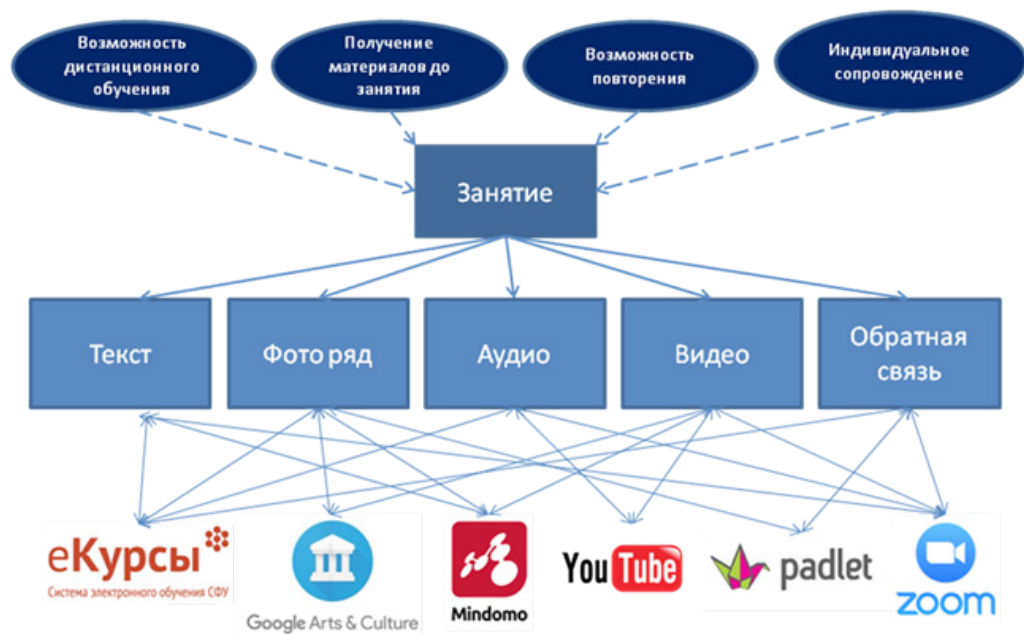 Возможность
дистанционного
обучения
Получение
материалов до
занятия
Возможность
повторения
Индивидуальное
сопровождение
Занятие
Текст
Фото ряд
Аудио
Видео
Обратная
связь
еКурсы
Система электронного обучения СФУ
Google Arts & Culture
Mindomo
YouTube
padlet
zoom